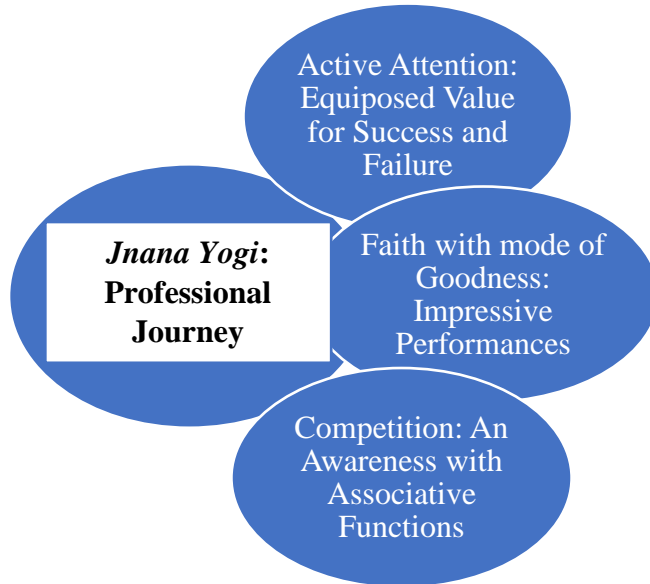 Active Attention:
Equiposed Value
for Success and
Failure
Jnana Yogi:
Professional
Journey
Faith with mode of
Goodness:
Impressive
Performances
Competition: An
Awareness with
Associative
Functions